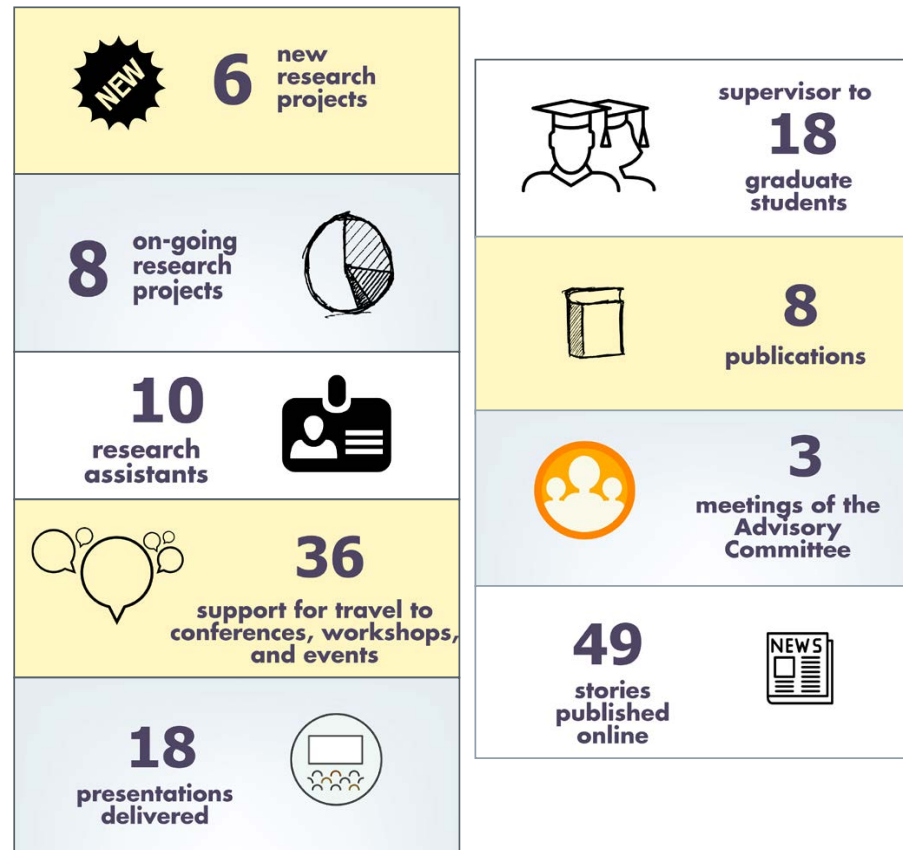 NEW
6
new
research
projects
8
on-going
research
projects
10
research
assistants
36
support for travel to
conferences, workshops,
and events
18
presentations
delivered
supervisor to
18
graduate
students
8
publications
3
meetings of the
Advisory
Committee
49
stories
published
online
NEWS